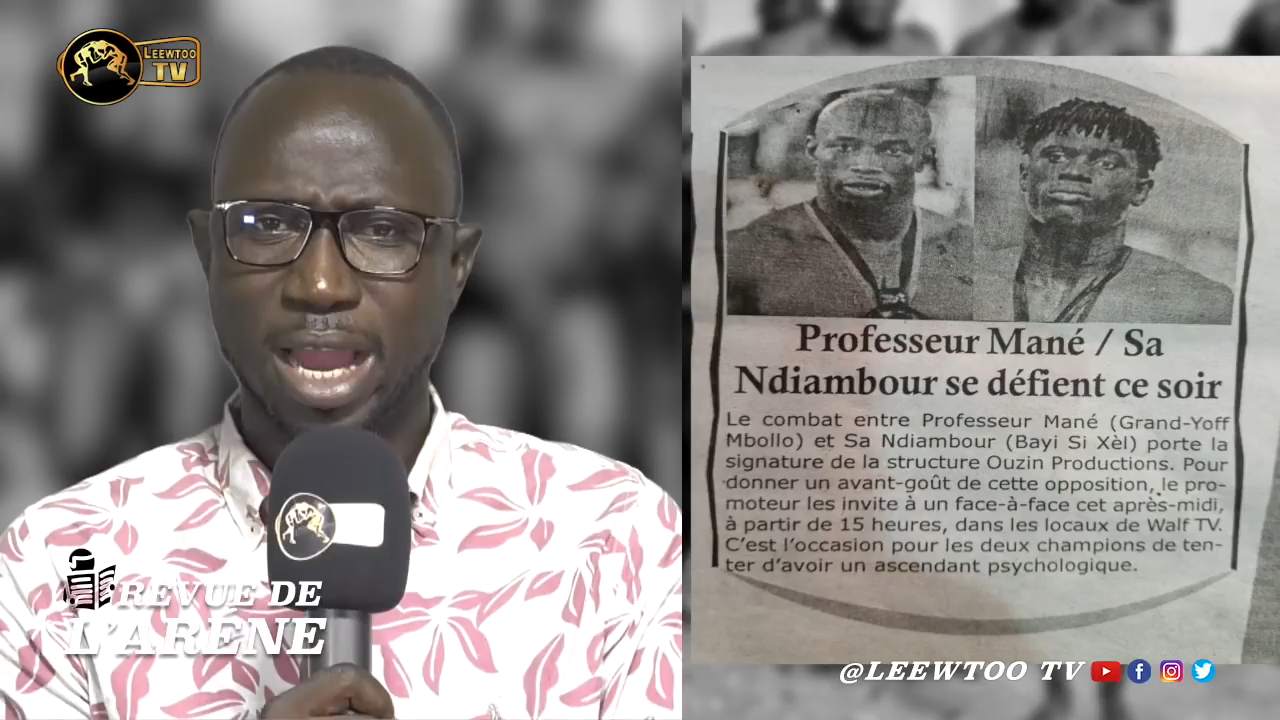 LEEWTOO
TV
Professeur Mané / Sa
Ndiambour se défient ce soir
Le combat entre Professeur Mané (Grand-Yoff
Mbollo) et Sa Ndiambour (Bayi Si Xèl) porte la
signature de la structure Ouzin Productions. Pour
donner un avant-goût de cette opposition, le pro-
moteur les invite à un face-à-face cet après-midi,
à partir de 15 heures, dans les locaux de Walf TV.
C'est l'occasion pour les deux champions de ten-
ter d'avoir un ascendant psychologique.
REVUE DE
L'ARÈNE
@LEEWTOO TV